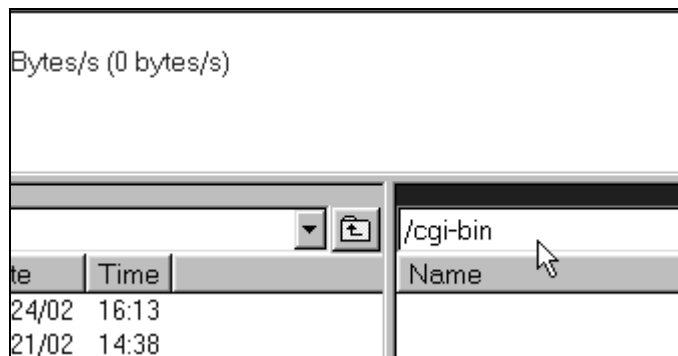 Bytes/s (0 bytes/s)
/cgi-bin
te Time Name
24/02 16:13
21/02 14:38